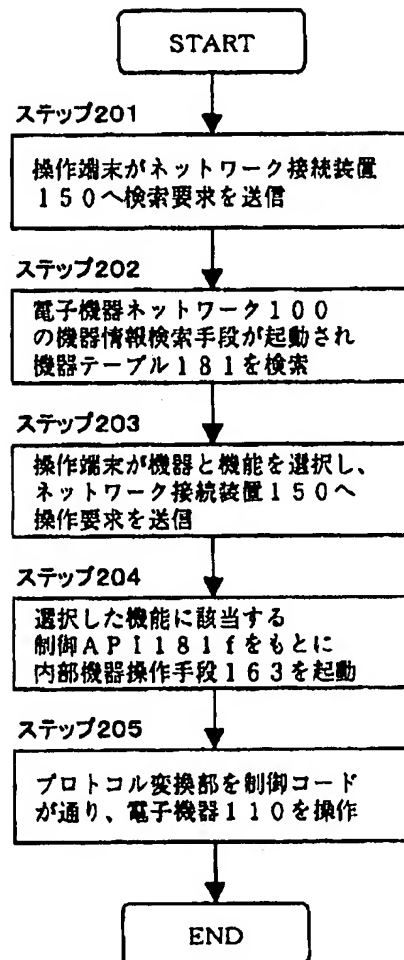 START
ステップ201
操作端末がネットワーク接続装置
150へ検索要求を送信
ステップ202
電子機器ネットワーク100
の機器情報検索手段が起動され
機器テーブル181を検索
ステップ203
操作端末が機器と機能を選択し、
ネットワーク接続装置150へ
操作要求を送信
ステップ204
選択した機能に該当する
制御API181fをもとに
内部機器操作手段163を起動
ステップ205
プロトコル変換部を制御コード
が通り、電子機器110を操作
END